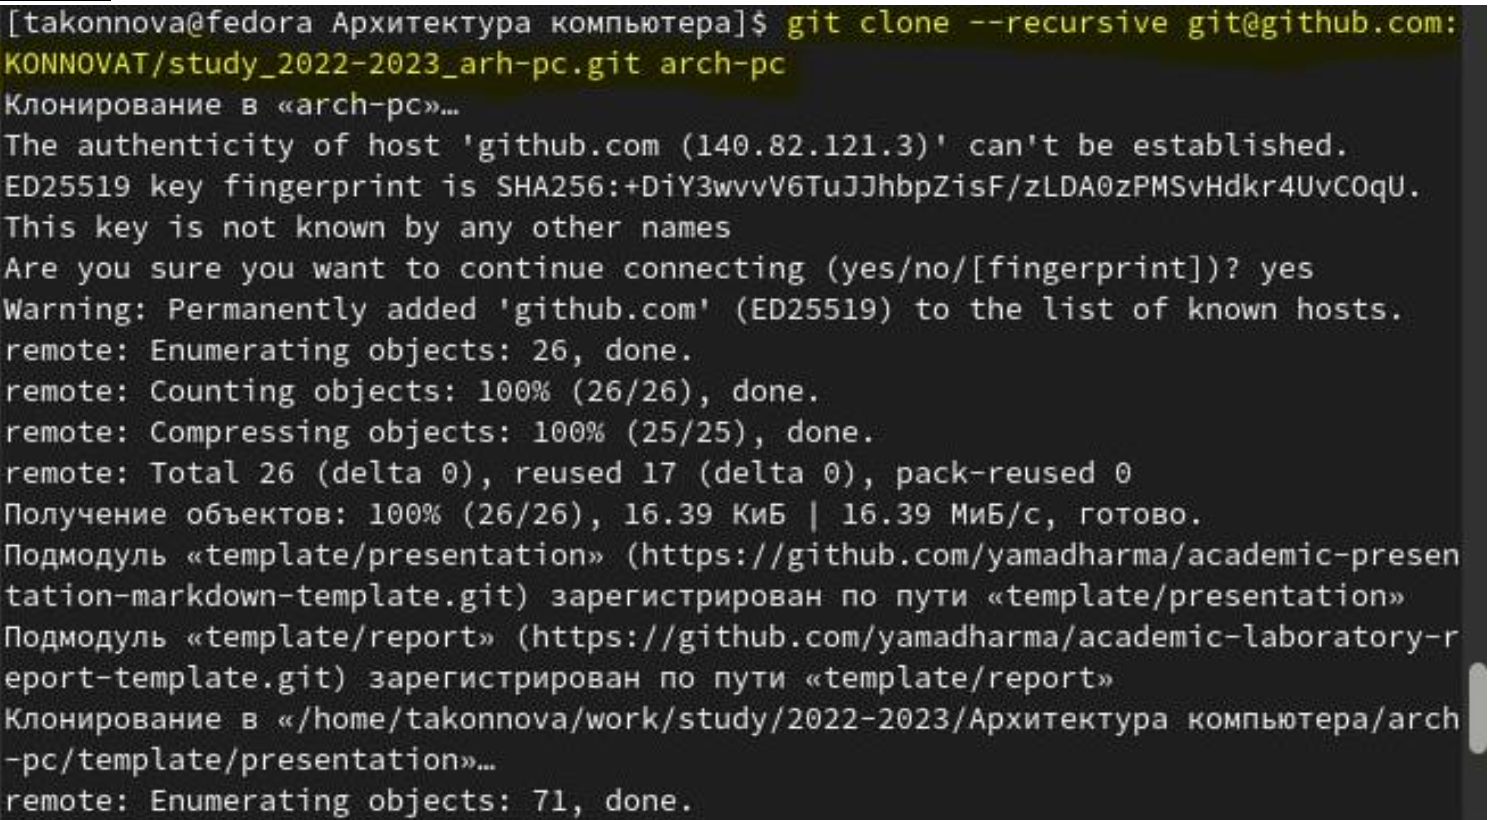 [takonnova@fedora Архитектура компьютера]$ git clone --recursive git@github.com:
KONNOVAT/study_2022-2023_arh-pc.git arch-pc
Клонирование в «arch-pc»…
The authenticity of host 'github.com (140.82.121.3)' can't be established.
ED25519 key fingerprint is SHA256:+DiY3wvvV6TuJJhbpZisF/zLDA0zPMSvHdkr4UvCOqU.
This key is not known by any other names
Are you sure you want to continue connecting (yes/no/[fingerprint])? yes
Warning: Permanently added 'github.com' (ED25519) to the list of known hosts.
remote: Enumerating objects: 26, done.
remote: Counting objects: 100% (26/26), done.
remote: Compressing objects: 100% (25/25), done.
remote: Total 26 (delta 0), reused 17 (delta 0), pack-reused 0
Получение объектов: 100% (26/26), 16.39 КиБ | 16.39 МиБ/с, готово.
Подмодуль «template/presentation» (https://github.com/yamadharma/academic-presen
tation-markdown-template.git) зарегистрирован по пути «template/presentation»
Подмодуль «template/report» (https://github.com/yamadharma/academic-laboratory-r
eport-template.git) зарегистрирован по пути «template/report»
Клонирование в «/home/takonnova/work/study/2022-2023/Архитектура компьютера/arch
-pc/template/presentation»…
remote: Enumerating objects: 71, done.